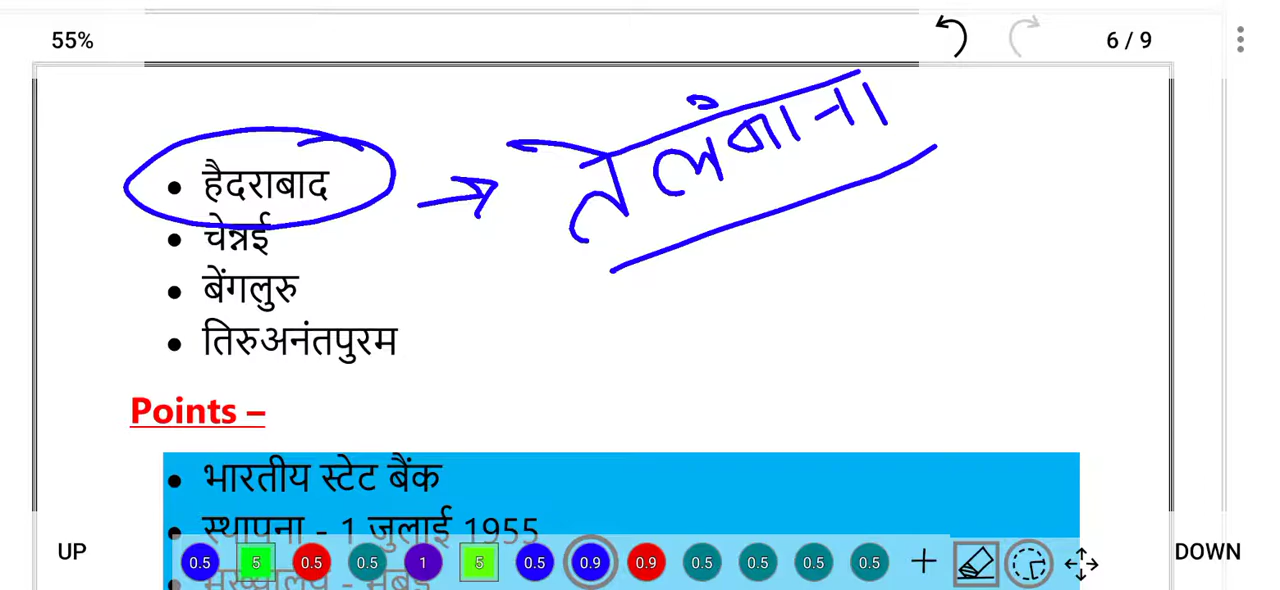 55%
6 / 9
तेलंगाना
• हैदराबाद
• चेन्नई
• बेंगलुरु
• तिरुअनंतपुरम
Points –
• भारतीय स्टेट बैंक
• स्थापना - 1 जुलाई 1955
• मुख्यालय - मुंबई
UP
0.5 5 0.5 0.5 1 5 0.5 0.9 0.9 0.5 0.5 0.5 0.5
DOWN